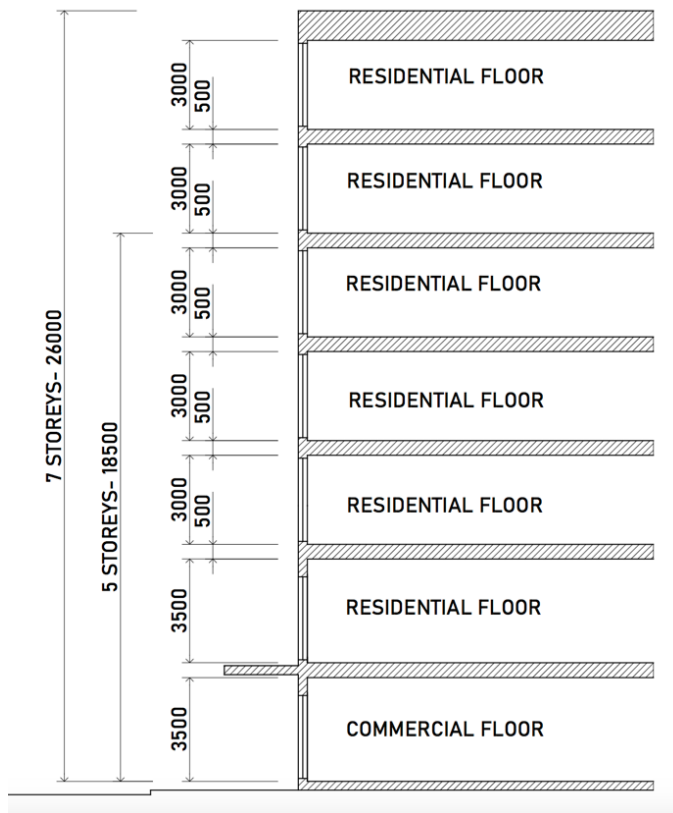 RESIDENTIAL FLOOR
3000
500
RESIDENTIAL FLOOR
3000
500
RESIDENTIAL FLOOR
3000
500
7 STOREYS- 26000
RESIDENTIAL FLOOR
3000
500
5 STOREYS- 18500
RESIDENTIAL FLOOR
3000
500
RESIDENTIAL FLOOR
3500
COMMERCIAL FLOOR
3500